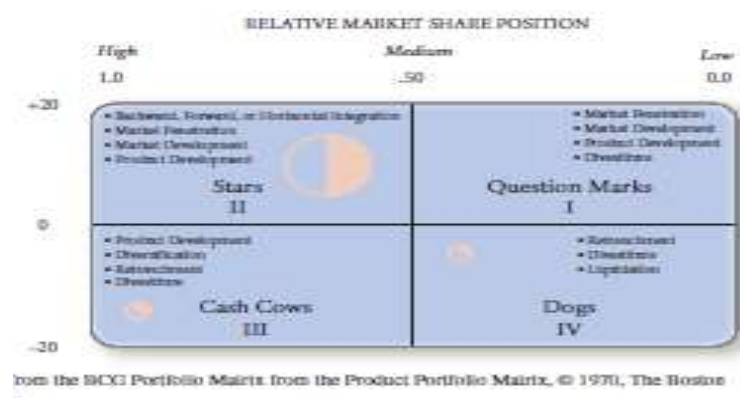 RELATIVE MARKET SHARE POSITION
High Medium Low
1.0 .50 0.0
+20
• Backward, Forward, or Horizontal Integration
• Market Penetration
• Market Development
• Product Development
Stars
II
• Market Penetration
• Market Development
• Product Development
• Divestiture
Question Marks
I
0
• Product Development
• Diversification
• Retrenchment
• Divestiture
Cash Cows
III
• Retrenchment
• Divestiture
• Liquidation
Dogs
IV
-20
from the BCG Portfolio Matrix from the Product Portfolio Matrix, © 1970, The Boston